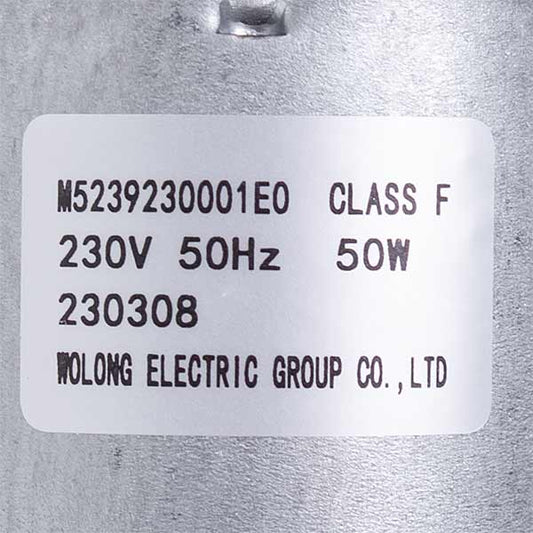 M5239230001E0 CLASS F
230V 50Hz 50W
230308
WOLONG ELECTRIC GROUP CO.,LTD